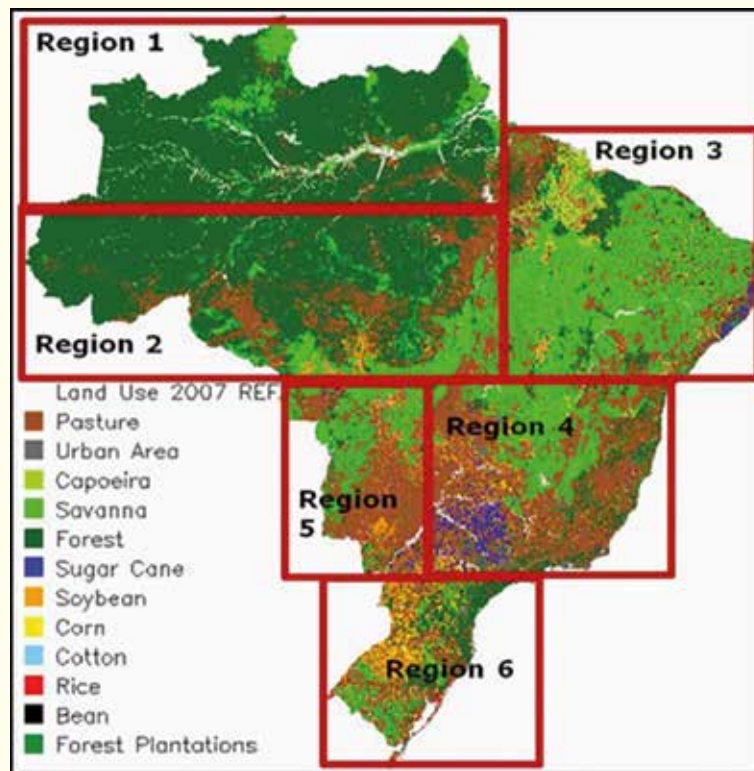 Region 1
Region 3
Region 2
Land Use 2007 REF.
Pasture
Urban Area
Capoeira
Savanna
Forest
Sugar Cane
Soybean
Corn
Cotton
Rice
Bean
Forest Plantations
Region 4
Region
5
Region 6